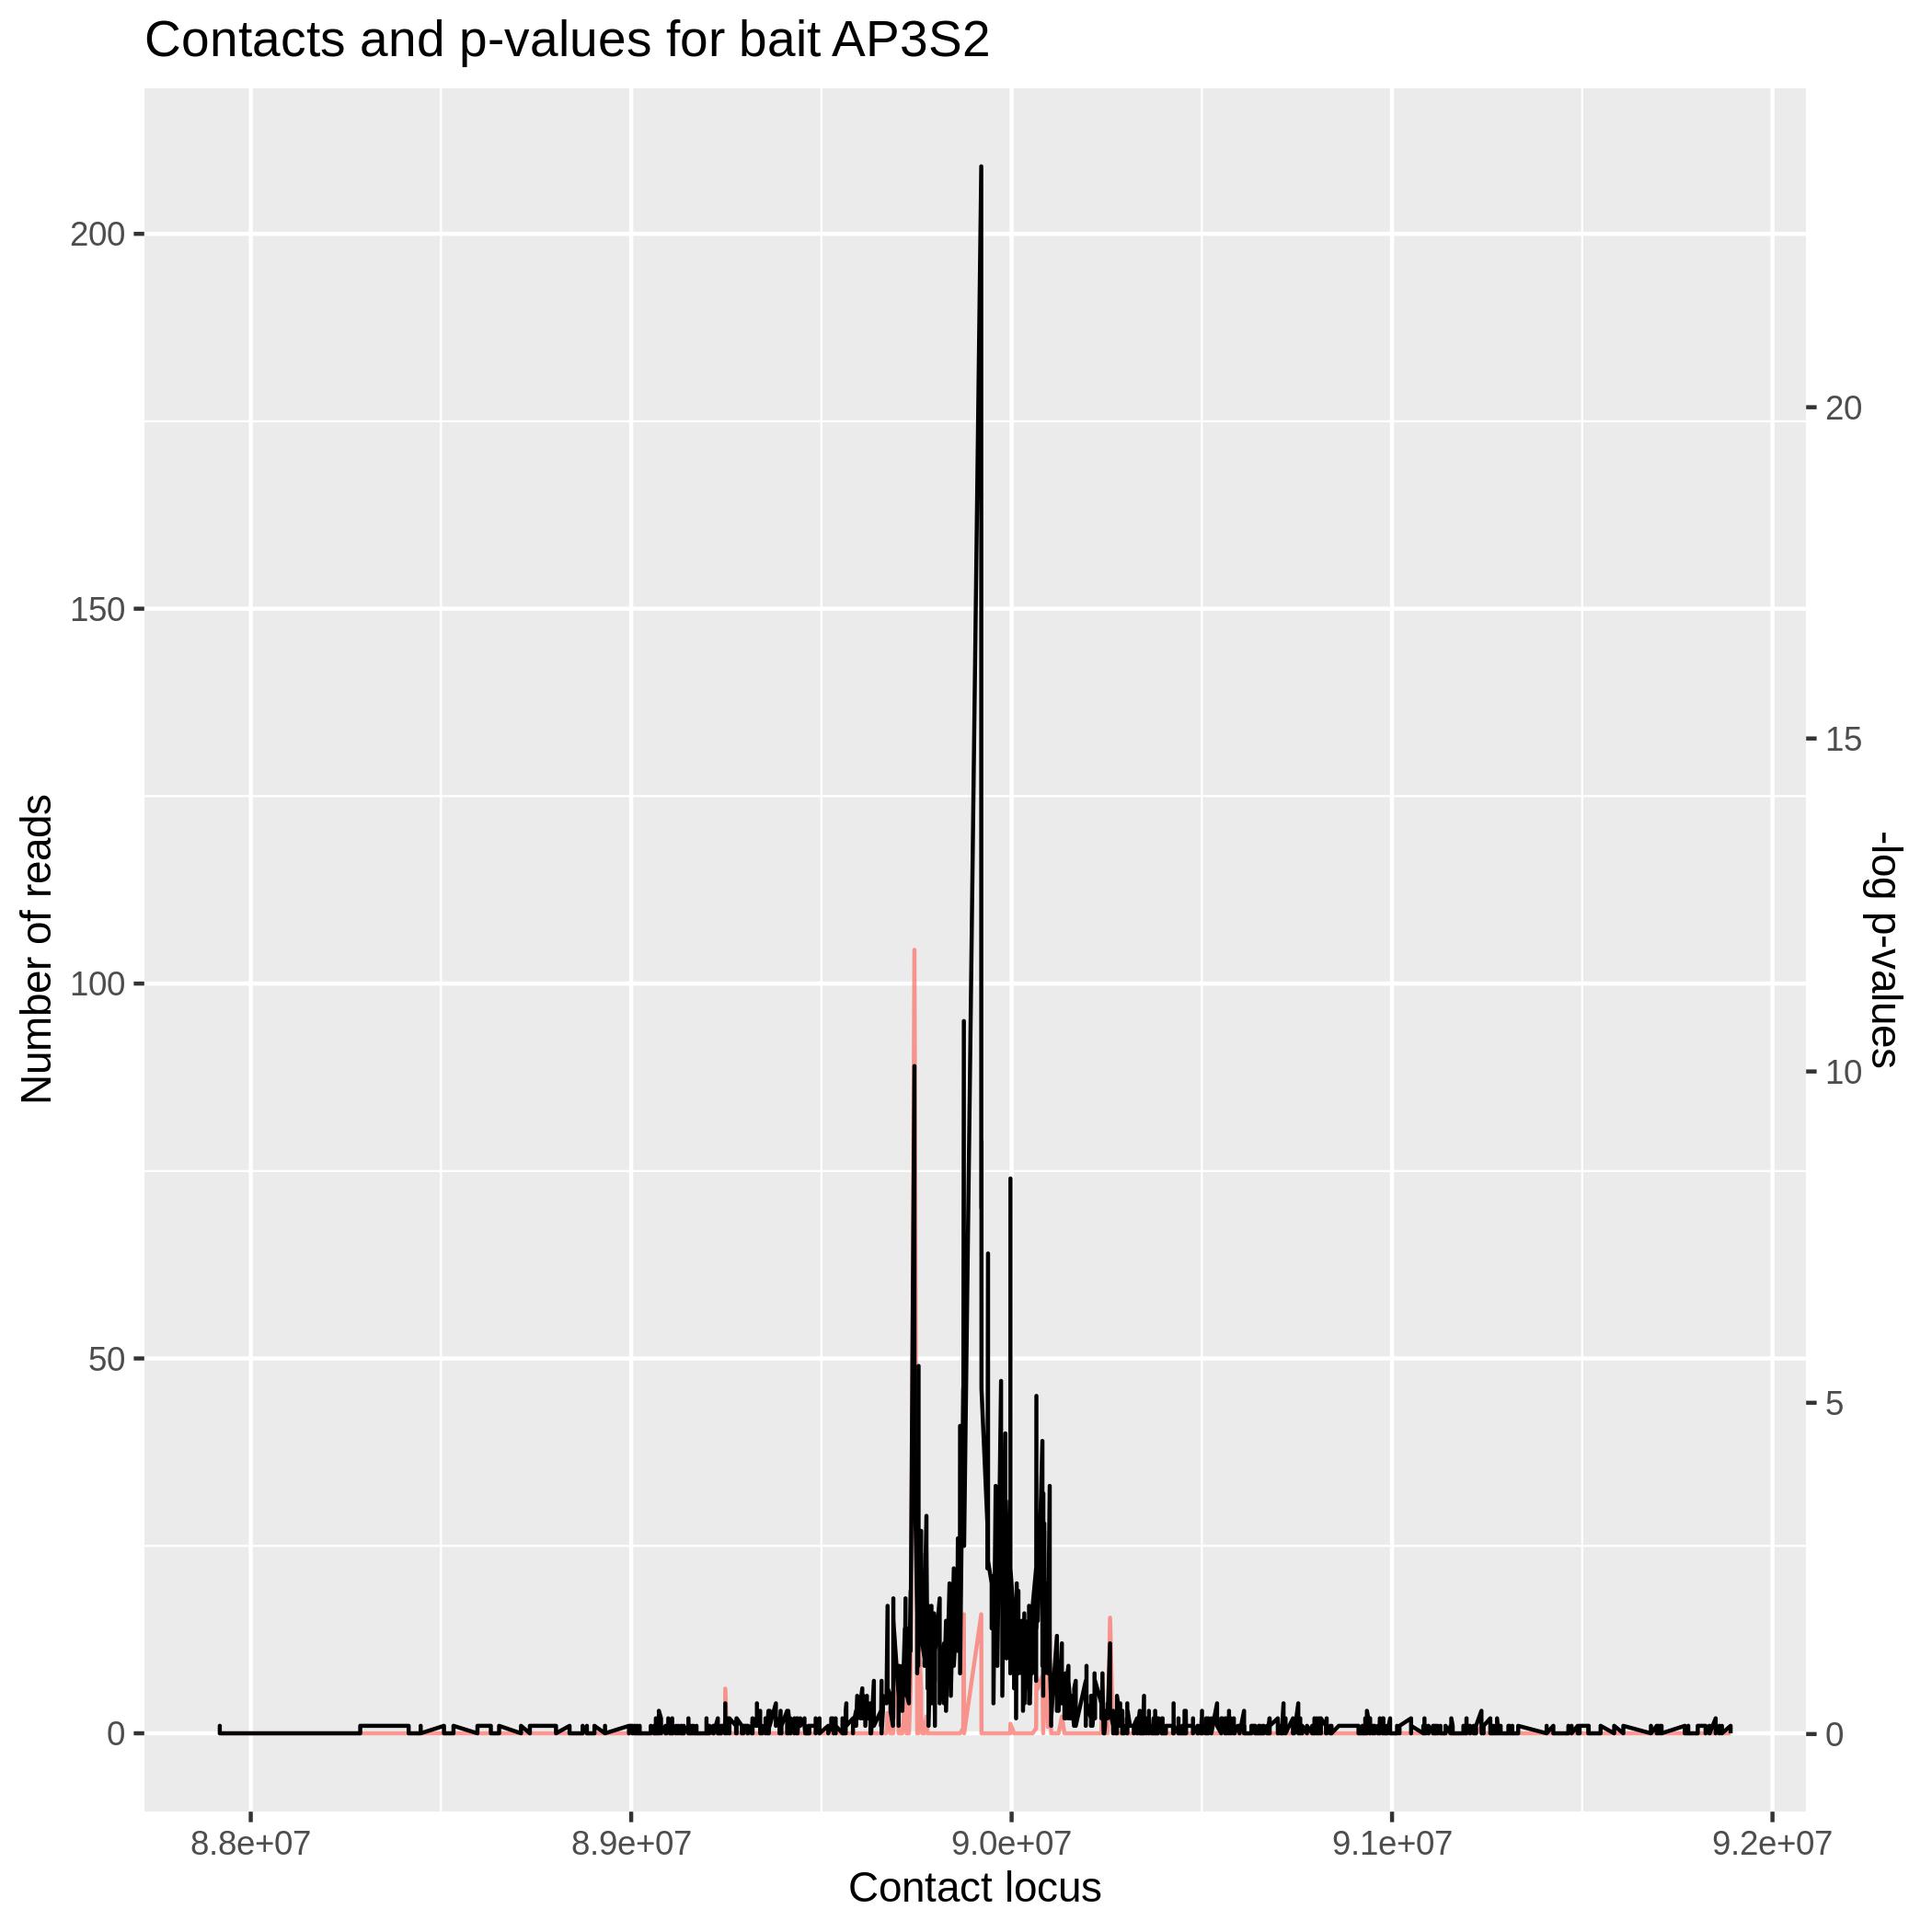 Contacts and p-values for bait AP3S2
Number of reads
200
150
100
50
0
20
15
10
5
0
-log p-values
8.8e+07
8.9e+07
9.0e+07
9.1e+07
9.2e+07
Contact locus